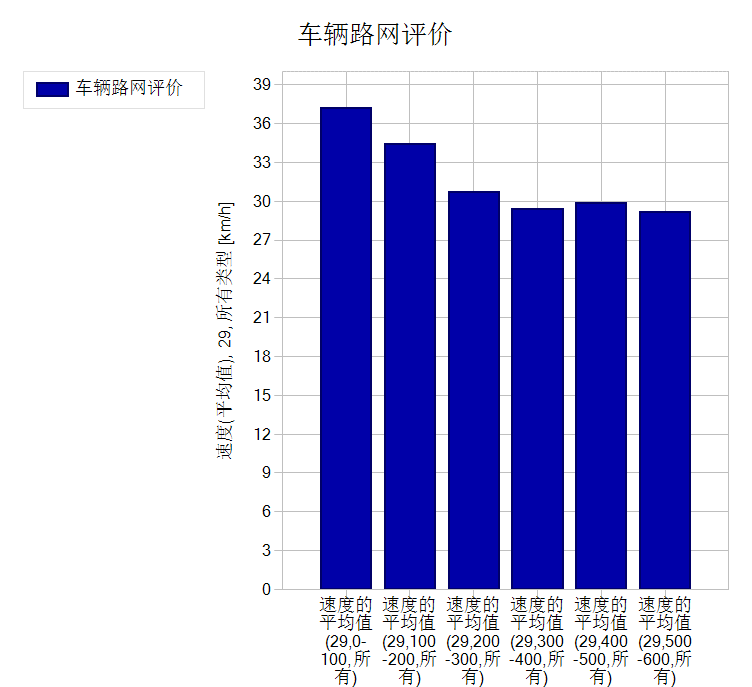 车辆路网评价
车辆路网评价
速度(平均值), 29, 所有类型 [km/h]
39
36
33
30
27
24
21
18
15
12
9
6
3
0
速度的
平均值
(29,0-
100,所
有)
速度的
平均值
(29,100
-200,所
有)
速度的
平均值
(29,200
-300,所
有)
速度的
平均值
(29,300
-400,所
有)
速度的
平均值
(29,400
-500,所
有)
速度的
平均值
(29,500
-600,所
有)